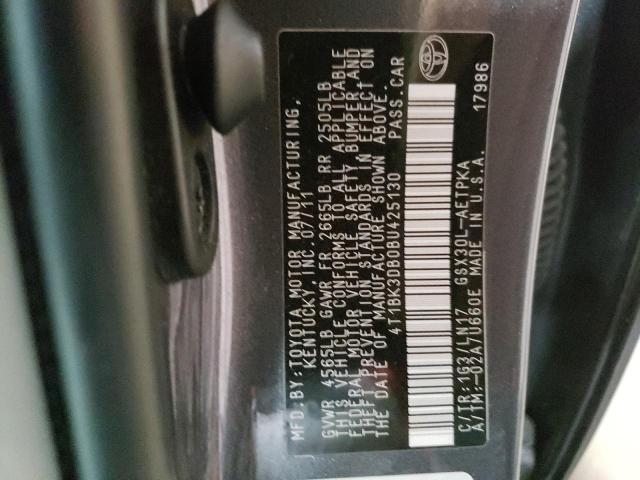 MFD.BY:TOYOTA MOTOR MANUFACTURING,
KENTUCKY, INC.07/11
GVWR 4565LB GAWR FR 2665LB RR 2505LB
THIS VEHICLE CONFORMS TO ALL APPLICABLE
FEDERAL MOTOR VEHICLE SAFETY BUMPER, AND
THEFT PREVENTION STANDARDS IN EFFECT ON
THE DATE OF MANUFACTURE SHOWN ABOVE.
4T1BK3DB0BU425130 PASS.CAR
C/TR:1G3/LN17 GSX30L-AETPKA
A/TM:-02A/U660E MADE IN U.S.A. 17986